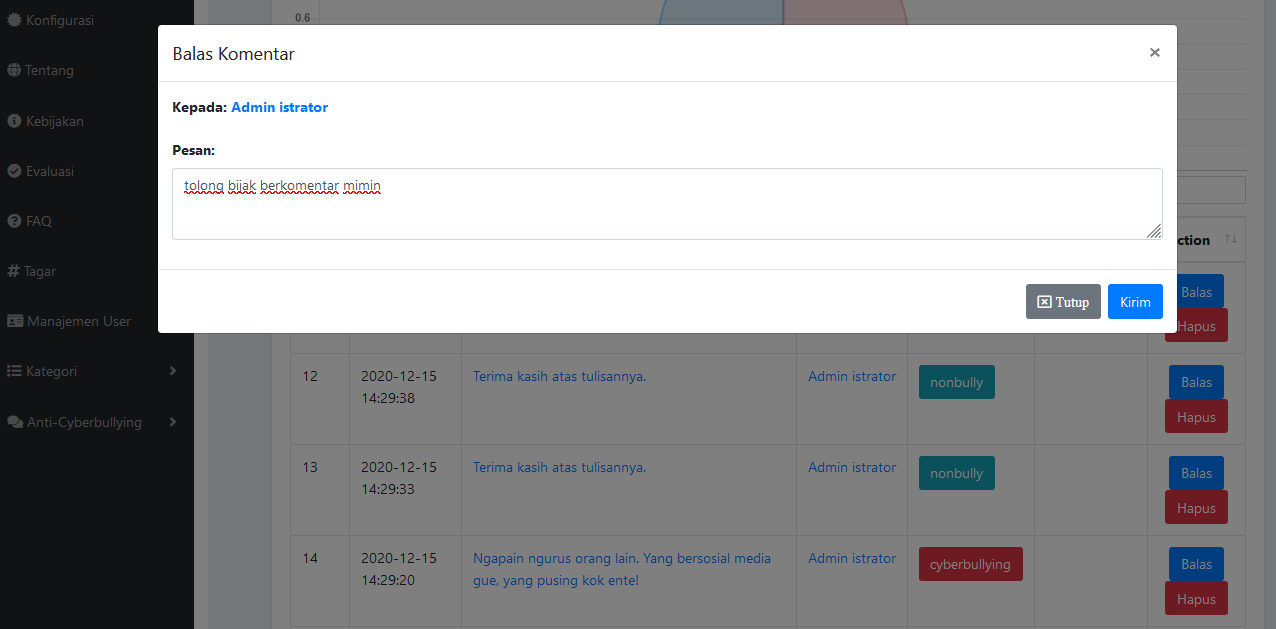 Konfigurasi
Tentang
Kebijakan
Evaluasi
FAQ
Tagar
Manajemen User
Kategori
Anti-Cyberbullying
0.6
Balas Komentar
×
Kepada: Admin istrator
Pesan:
tolong bijak berkomentar mimin
Tutup
Kirim
ction
Balas
Hapus
12
2020-12-15
14:29:38
Terima kasih atas tulisannya.
Admin istrator
nonbully
Balas
Hapus
13
2020-12-15
14:29:33
Terima kasih atas tulisannya.
Admin istrator
nonbully
Balas
Hapus
14
2020-12-15
14:29:20
Ngapain ngurus orang lain. Yang bersosial media
gue, yang pusing kok ente!
Admin istrator
cyberbullying
Balas
Hapus